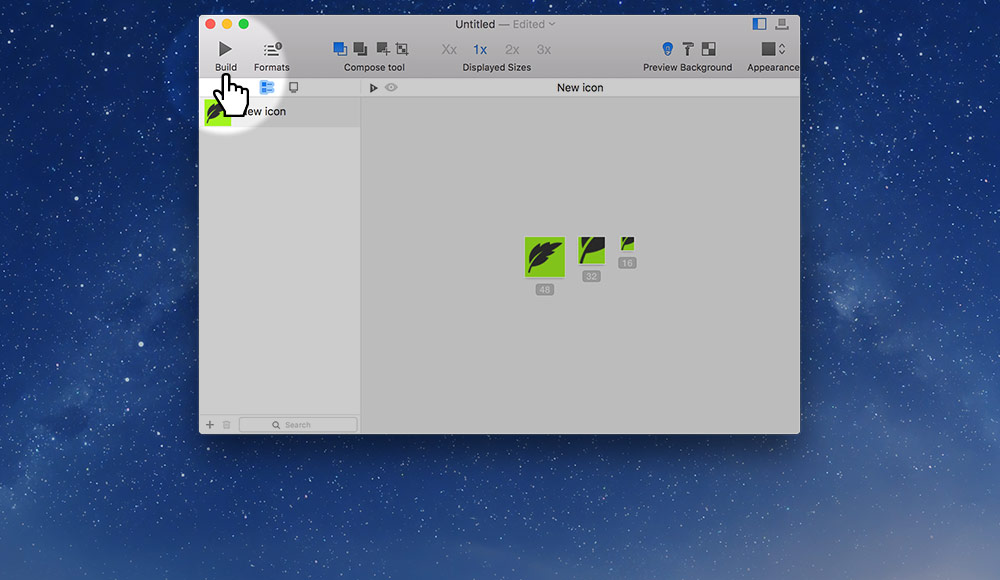 Untitled — Edited
Build
Formats
Compose tool
Xx 1x 2x 3x
Displayed Sizes
Preview Background
Appearance
New icon
ew icon
48
32
16
Search